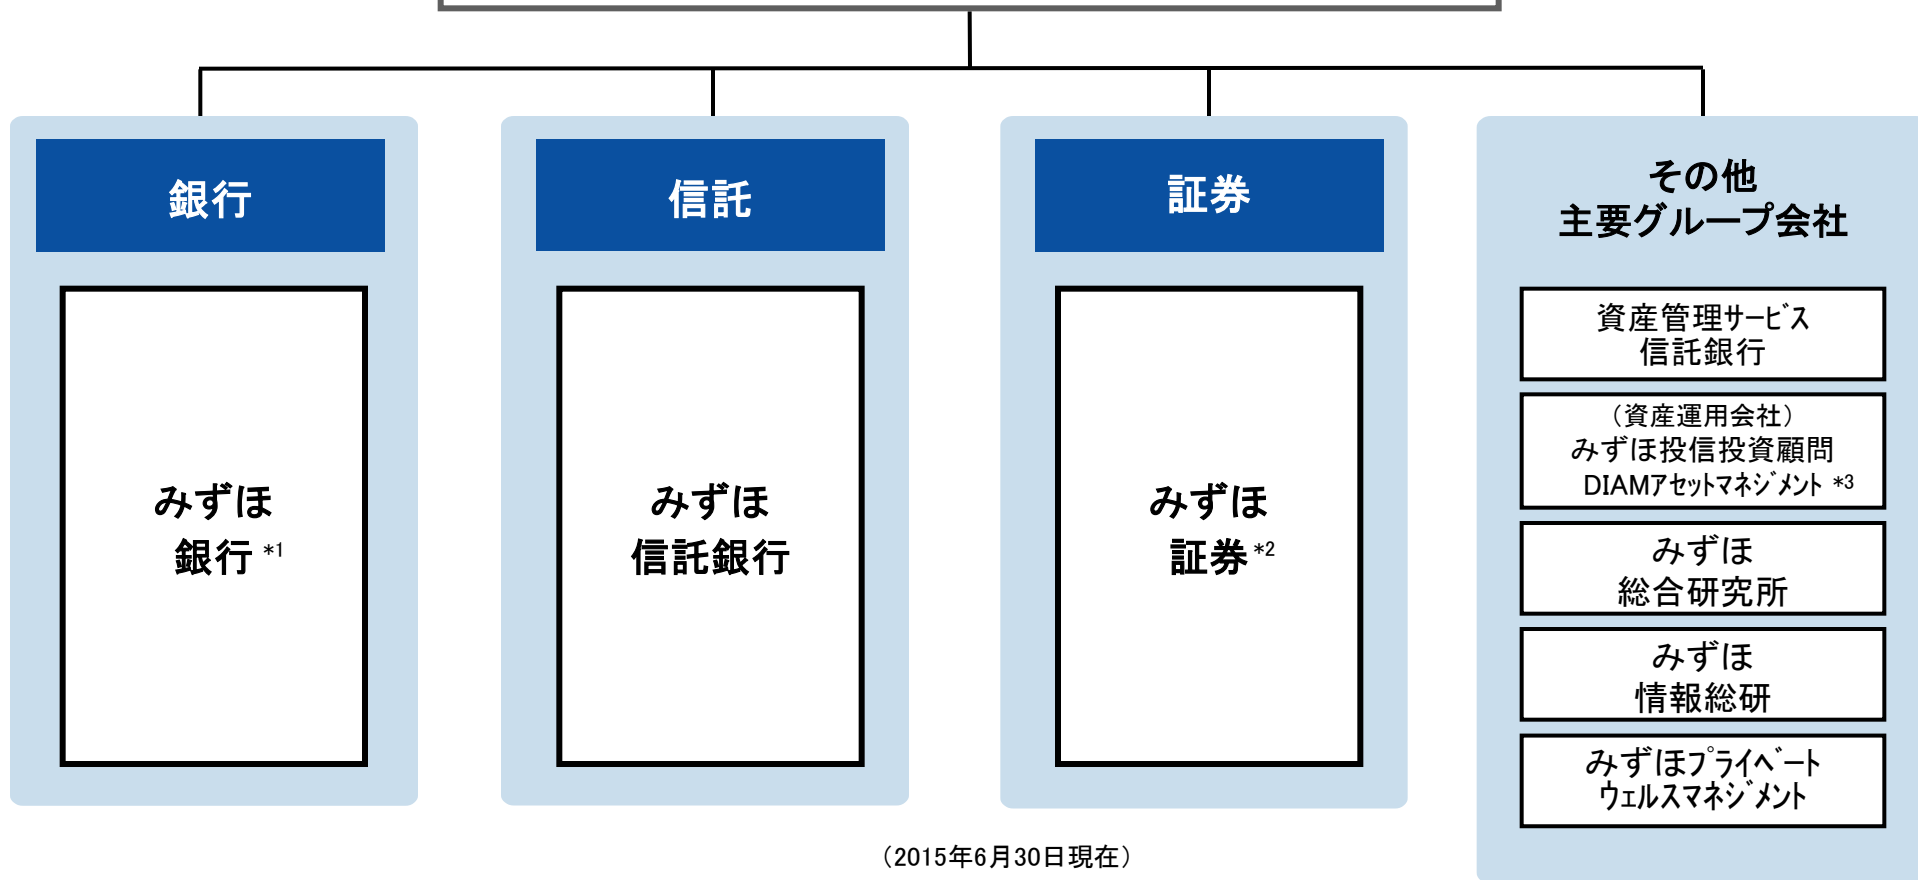 銀行
みずほ
銀行 *1
信託
みずほ
信託銀行
証券
みずほ
証券 *2
その他
主要グループ会社
資産管理サービス
信託銀行
（資産運用会社）
みずほ投信投資顧問
DIAMアセットマネジメント *3
みずほ
総合研究所
みずほ
情報総研
みずほプライベート
ウェルスマネジメント
（2015年6月30日現在）